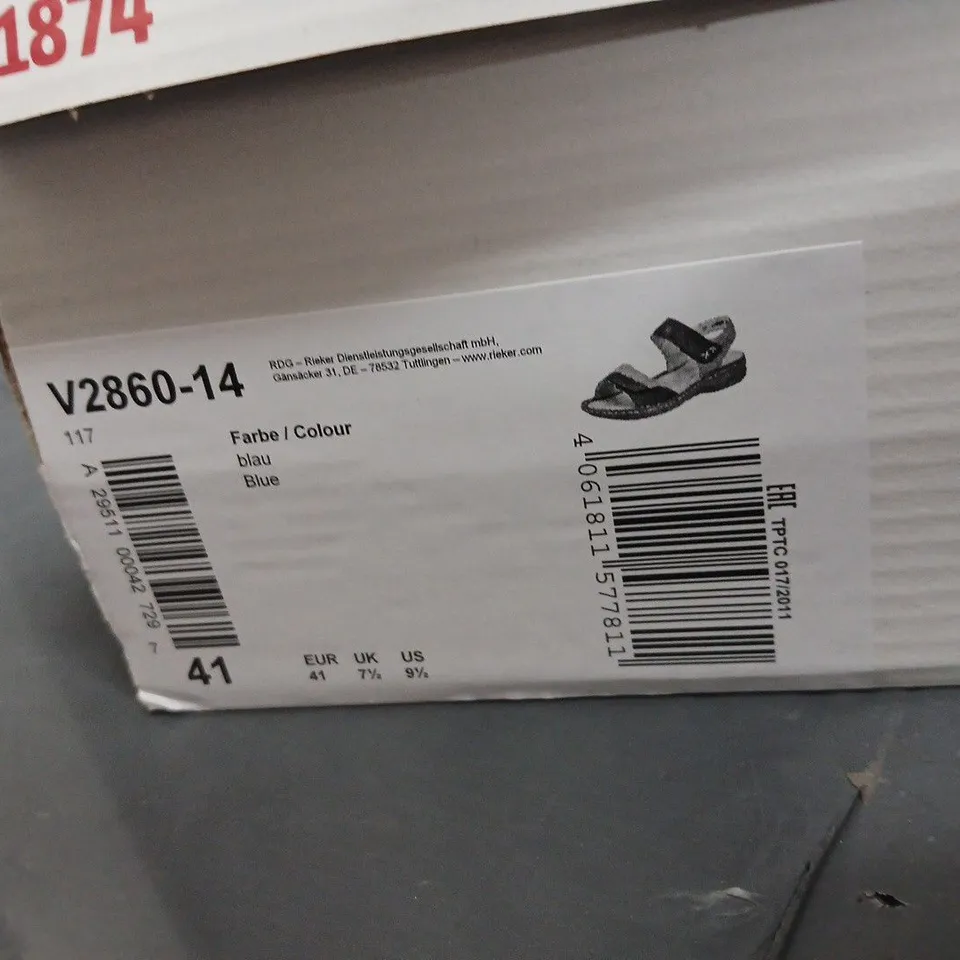 1874
V2860-14
RDG – Rieker Dienstleistungsgesellschaft mbH,
Gänsäcker 31, DE – 78532 Tuttlingen – www.rieker.com
117
Farbe / Colour
blau
Blue
A 29511 00042 729 7
41
EUR UK US
41 7½ 9½
4 061811 577811
EAC TPTC 017/2011